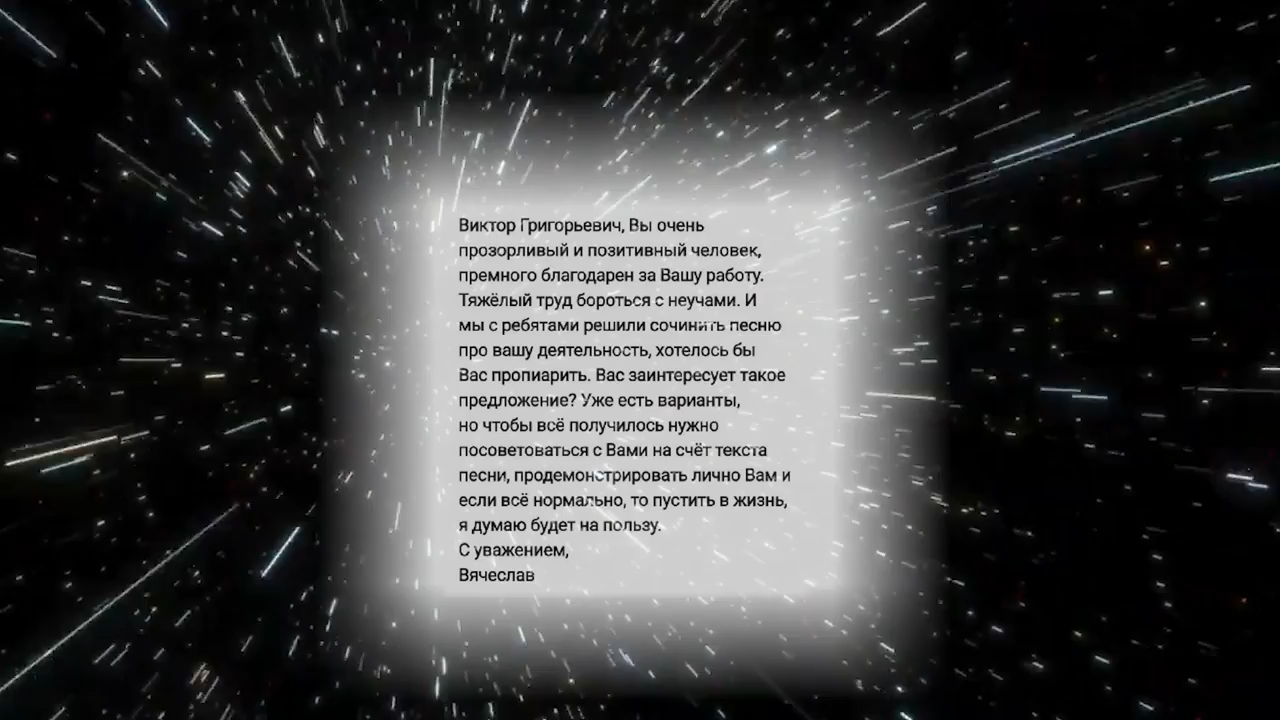 Виктор Григорьевич, Вы очень
прозорливый и позитивный человек,
премного благодарен за Вашу работу.
Тяжёлый труд бороться с неучами. И
мы с ребятами решили сочинить песню
про вашу деятельность, хотелось бы
Вас пропиарить. Вас заинтересует такое
предложение? Уже есть варианты,
но чтобы всё получилось нужно
посоветоваться с Вами на счёт текста
песни, продемонстрировать лично Вам и
если всё нормально, то пустить в жизнь,
я думаю будет на пользу.
С уважением,
Вячеслав